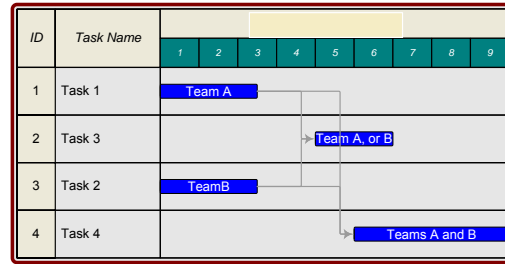 ID Task Name
1 2 3 4 5 6 7 8 9
1 Task 1 Team A
2 Task 3 Team A, or B
3 Task 2 TeamB
4 Task 4 Teams A and B